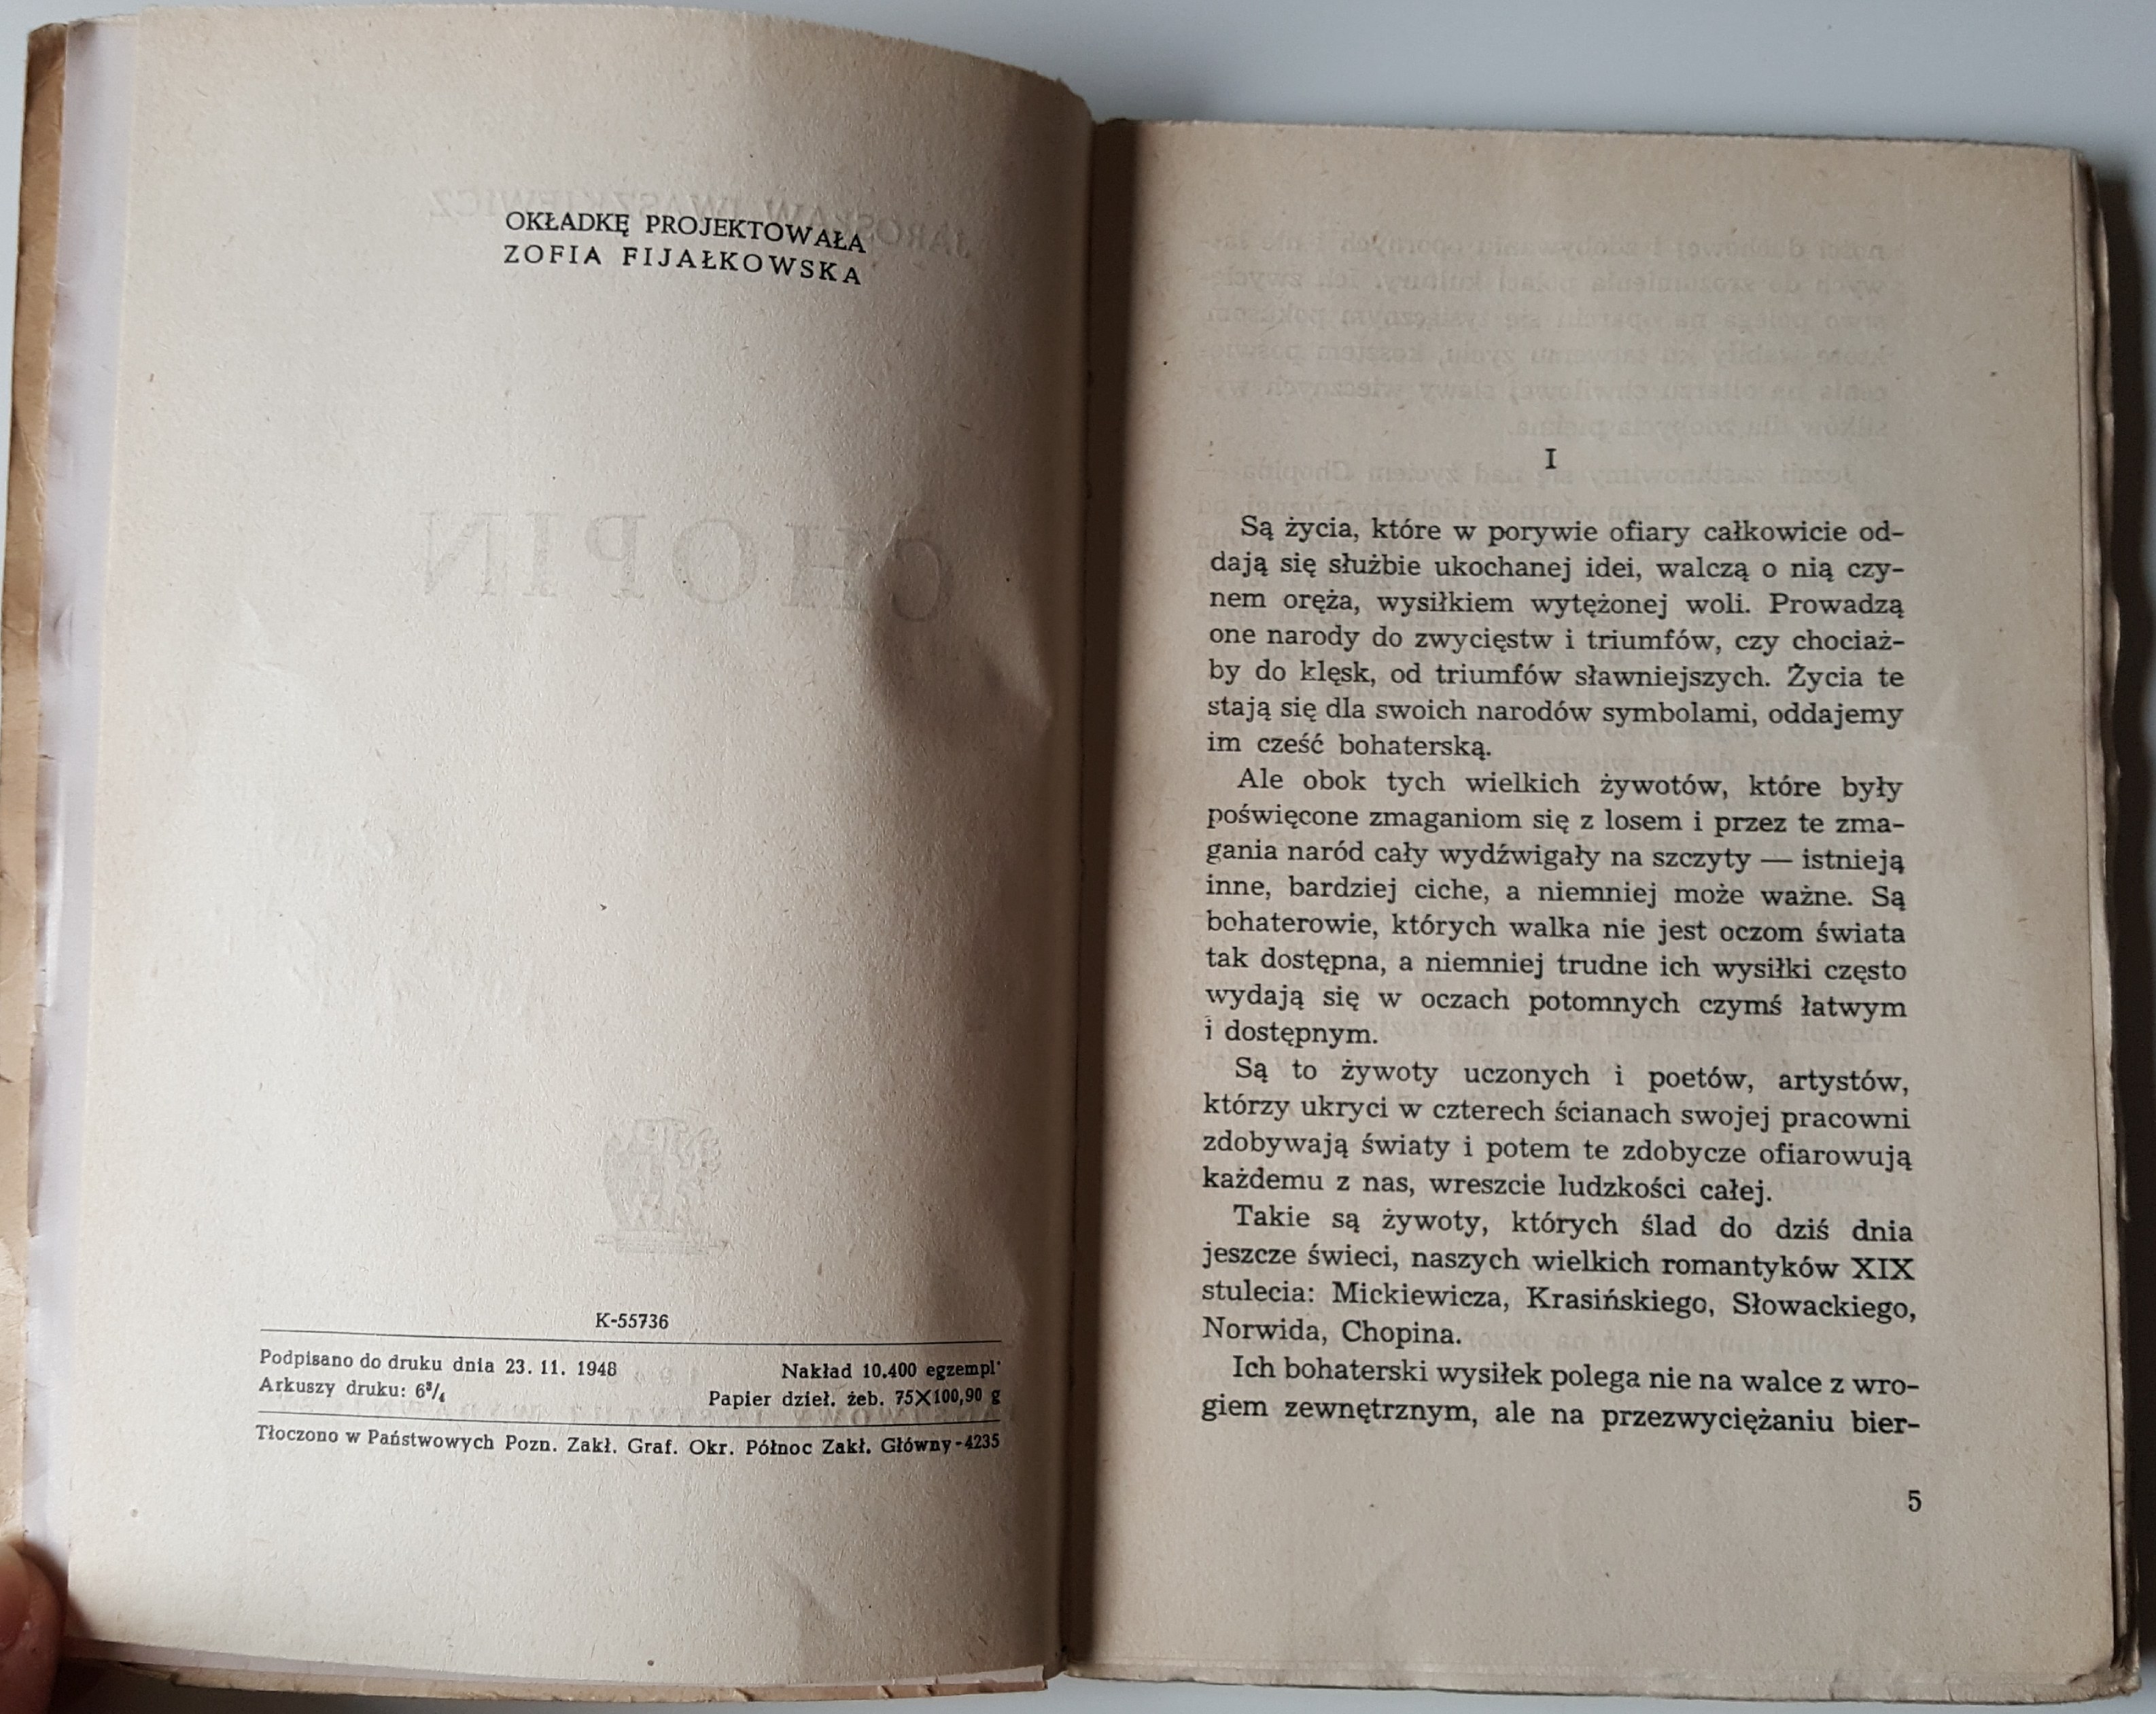 OKŁADKĘ PROJEKTOWAŁA
ZOFIA FIJAŁKOWSKA
JAROSŁAW IWASZKIEWICZ
CHOPIN
K-55736
Podpisano do druku dnia 23. 11. 1948
Nakład 10.400 egzempl.
Arkuszy druku: 6³/₄
Papier dzieł. żeb. 75X100,90 g
Tłoczono w Państwowych Pozn. Zakł. Graf. Okr. Północ Zakł. Główny-4235
I
Są życia, które w porywie ofiary całkowicie od-
dają się służbie ukochanej idei, walczą o nią czy-
nem oręża, wysiłkiem wytężonej woli. Prowadzą
one narody do zwycięstw i triumfów, czy chociaż-
by do klęsk, od triumfów sławniejszych. Życia te
stają się dla swoich narodów symbolami, oddajemy
im cześć bohaterską.
Ale obok tych wielkich żywotów, które były
poświęcone zmaganiom się z losem i przez te zma-
gania naród cały wydźwigały na szczyty — istnieją
inne, bardziej ciche, a niemniej może ważne. Są
bohaterowie, których walka nie jest oczom świata
tak dostępna, a niemniej trudne ich wysiłki często
wydają się w oczach potomnych czymś łatwym
i dostępnym.
Są to żywoty uczonych i poetów, artystów,
którzy ukryci w czterech ścianach swojej pracowni
zdobywają światy i potem te zdobycze ofiarowują
każdemu z nas, wreszcie ludzkości całej.
Takie są żywoty, których ślad do dziś dnia
jeszcze świeci, naszych wielkich romantyków XIX
stulecia: Mickiewicza, Krasińskiego, Słowackiego,
Norwida, Chopina.
Ich bohaterski wysiłek polega nie na walce z wro-
giem zewnętrznym, ale na przezwyciężaniu bier-
5